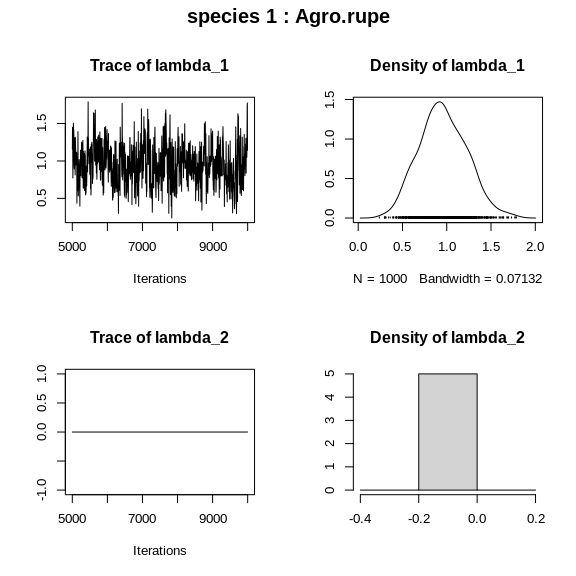 species 1 : Agro.rupe
Trace of lambda_1
Density of lambda_1
0.5 1.0 1.5
5000 7000 9000
Iterations
0.0 0.5 1.0 1.5
0.0 0.5 1.0 1.5 2.0
N = 1000 Bandwidth = 0.07132
Trace of lambda_2
Density of lambda_2
-1.0 0.0 0.5 1.0
5000 7000 9000
Iterations
0 1 2 3 4 5
-0.4 -0.2 0.0 0.2